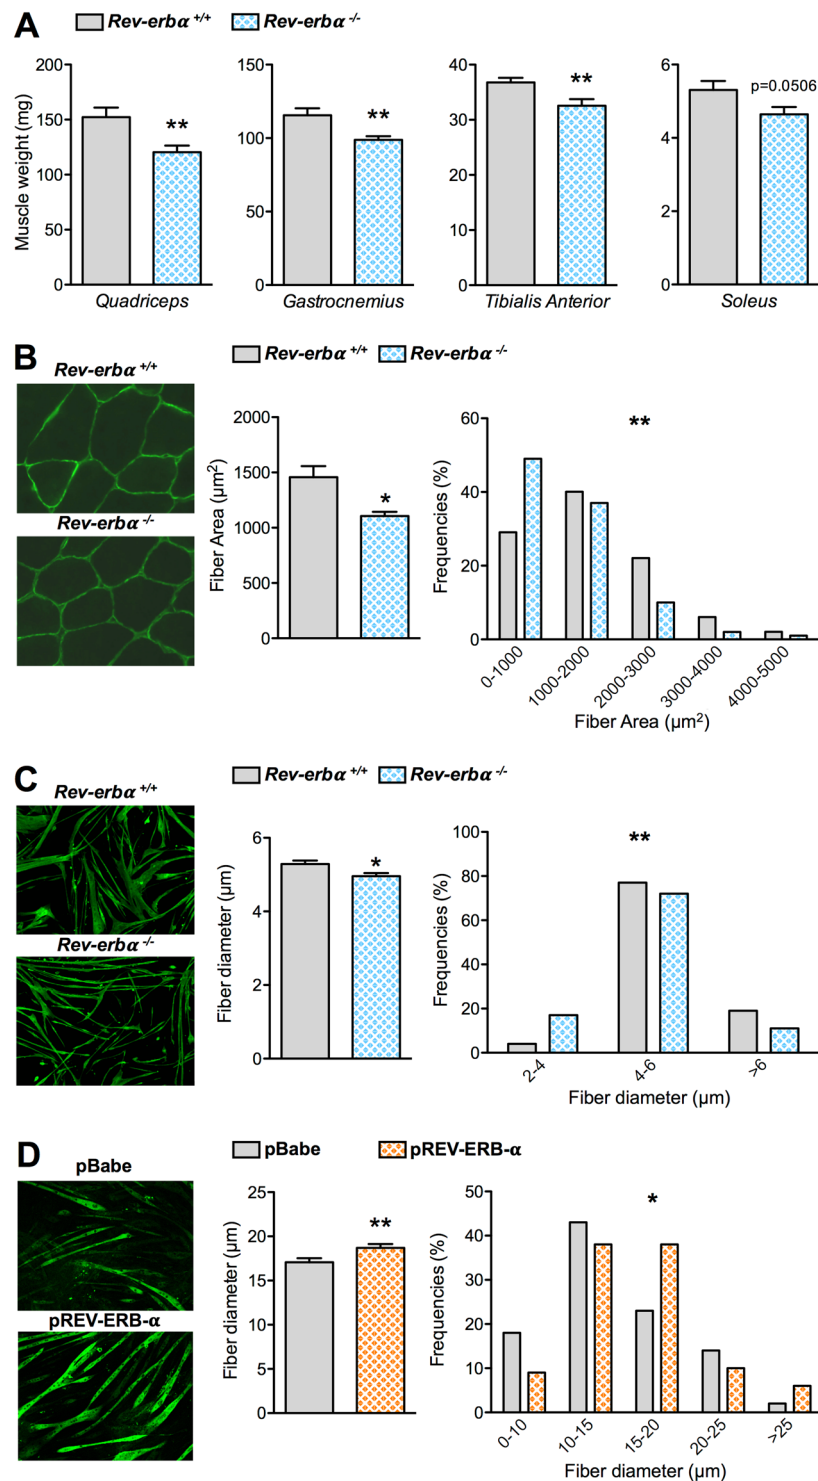 A
Rev-erbα +/+ Rev-erbα -/-
Muscle weight (mg)
200
150
100
50
0
Quadriceps
**
150
100
50
0
Gastrocnemius
**
40
30
20
10
0
Tibialis Anterior
**
6
4
2
0
Soleus
p=0.0506
B
Rev-erbα +/+ Rev-erbα -/-
Rev-erbα +/+
Rev-erbα -/-
Fiber Area (µm2)
2000
1500
1000
500
0
*
Frequencies (%)
60
40
20
0
**
0-1000
1000-2000
2000-3000
3000-4000
4000-5000
Fiber Area (µm2)
C
Rev-erbα +/+ Rev-erbα -/-
Rev-erbα +/+
Rev-erbα -/-
Fiber diameter (µm)
6
4
2
0
*
Frequencies (%)
100
80
60
40
20
0
**
2-4
4-6
>6
Fiber diameter (µm)
D
pBabe pREV-ERB-α
pBabe
pREV-ERB-α
Fiber diameter (µm)
25
20
15
10
5
0
**
Frequencies (%)
50
40
30
20
10
0
*
0-10
10-15
15-20
20-25
>25
Fiber diameter (µm)